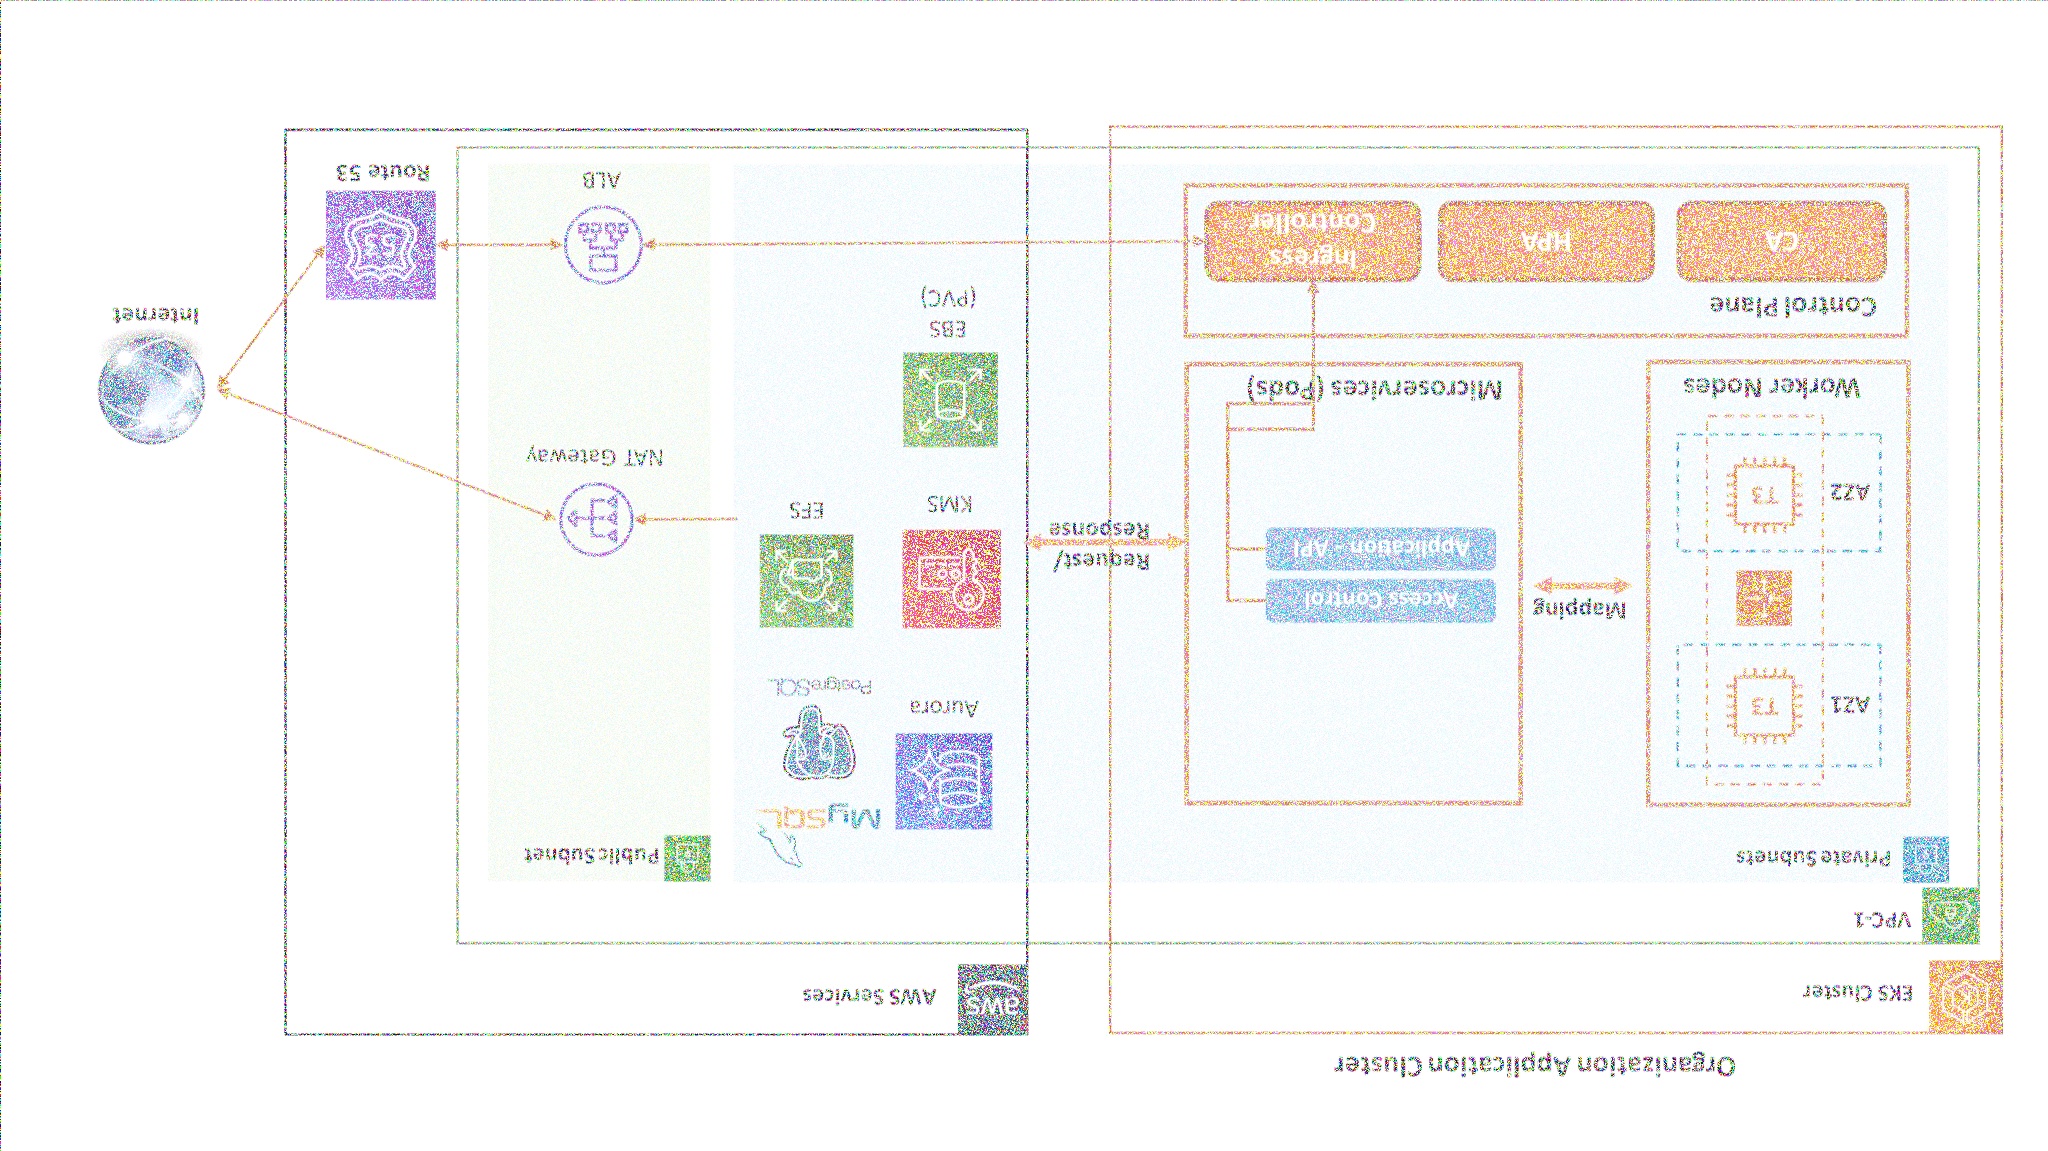 Organization Application Cluster
EKS Cluster
aws
AWS Services
VPC-1
Private Subnets
Public Subnet
Worker Nodes
AZ1
T3
AZ2
T3
Mapping
Microservices (Pods)
Access Control
Application - API
Request/
Response
MySQL
Aurora
PostgreSQL
KMS
EFS
EBS
(PVC)
NAT Gateway
Control Plane
CA
HPA
Ingress
Controller
ALB
53
Route 53
Internet